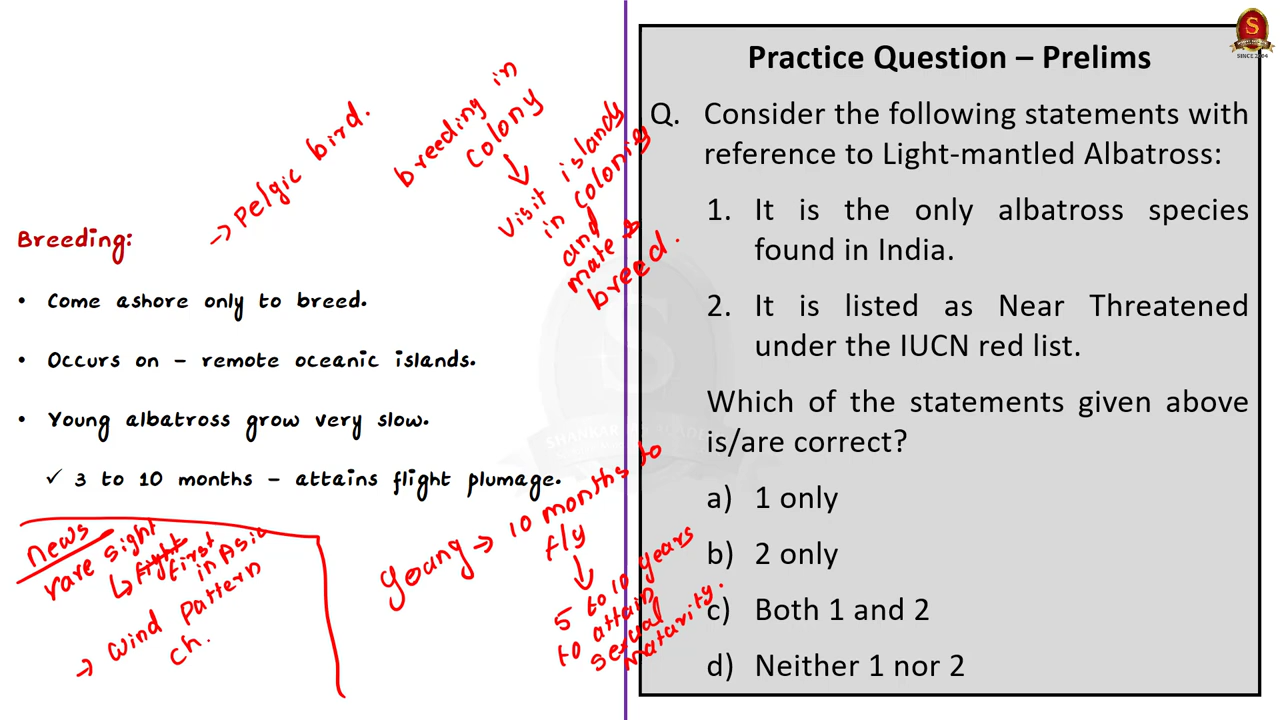 → Pelgic bird.
breeding in
colony
↓
visit islands
in colonies
and
mate &
breed.
Breeding:
• Come ashore only to breed.
• Occurs on – remote oceanic islands.
• Young albatross grow very slow.
✓ 3 to 10 months – attains flight plumage.
News
rare sight
↳ first
in Asia
→ Wind Pattern
ch.
young → 10 months to
fly
↓
5 to 10 years
to attain
sexual
maturity.
SINCE 2004
Practice Question – Prelims
Q. Consider the following statements with
reference to Light-mantled Albatross:
1. It is the only albatross species
found in India.
2. It is listed as Near Threatened
under the IUCN red list.
Which of the statements given above
is/are correct?
a) 1 only
b) 2 only
c) Both 1 and 2
d) Neither 1 nor 2